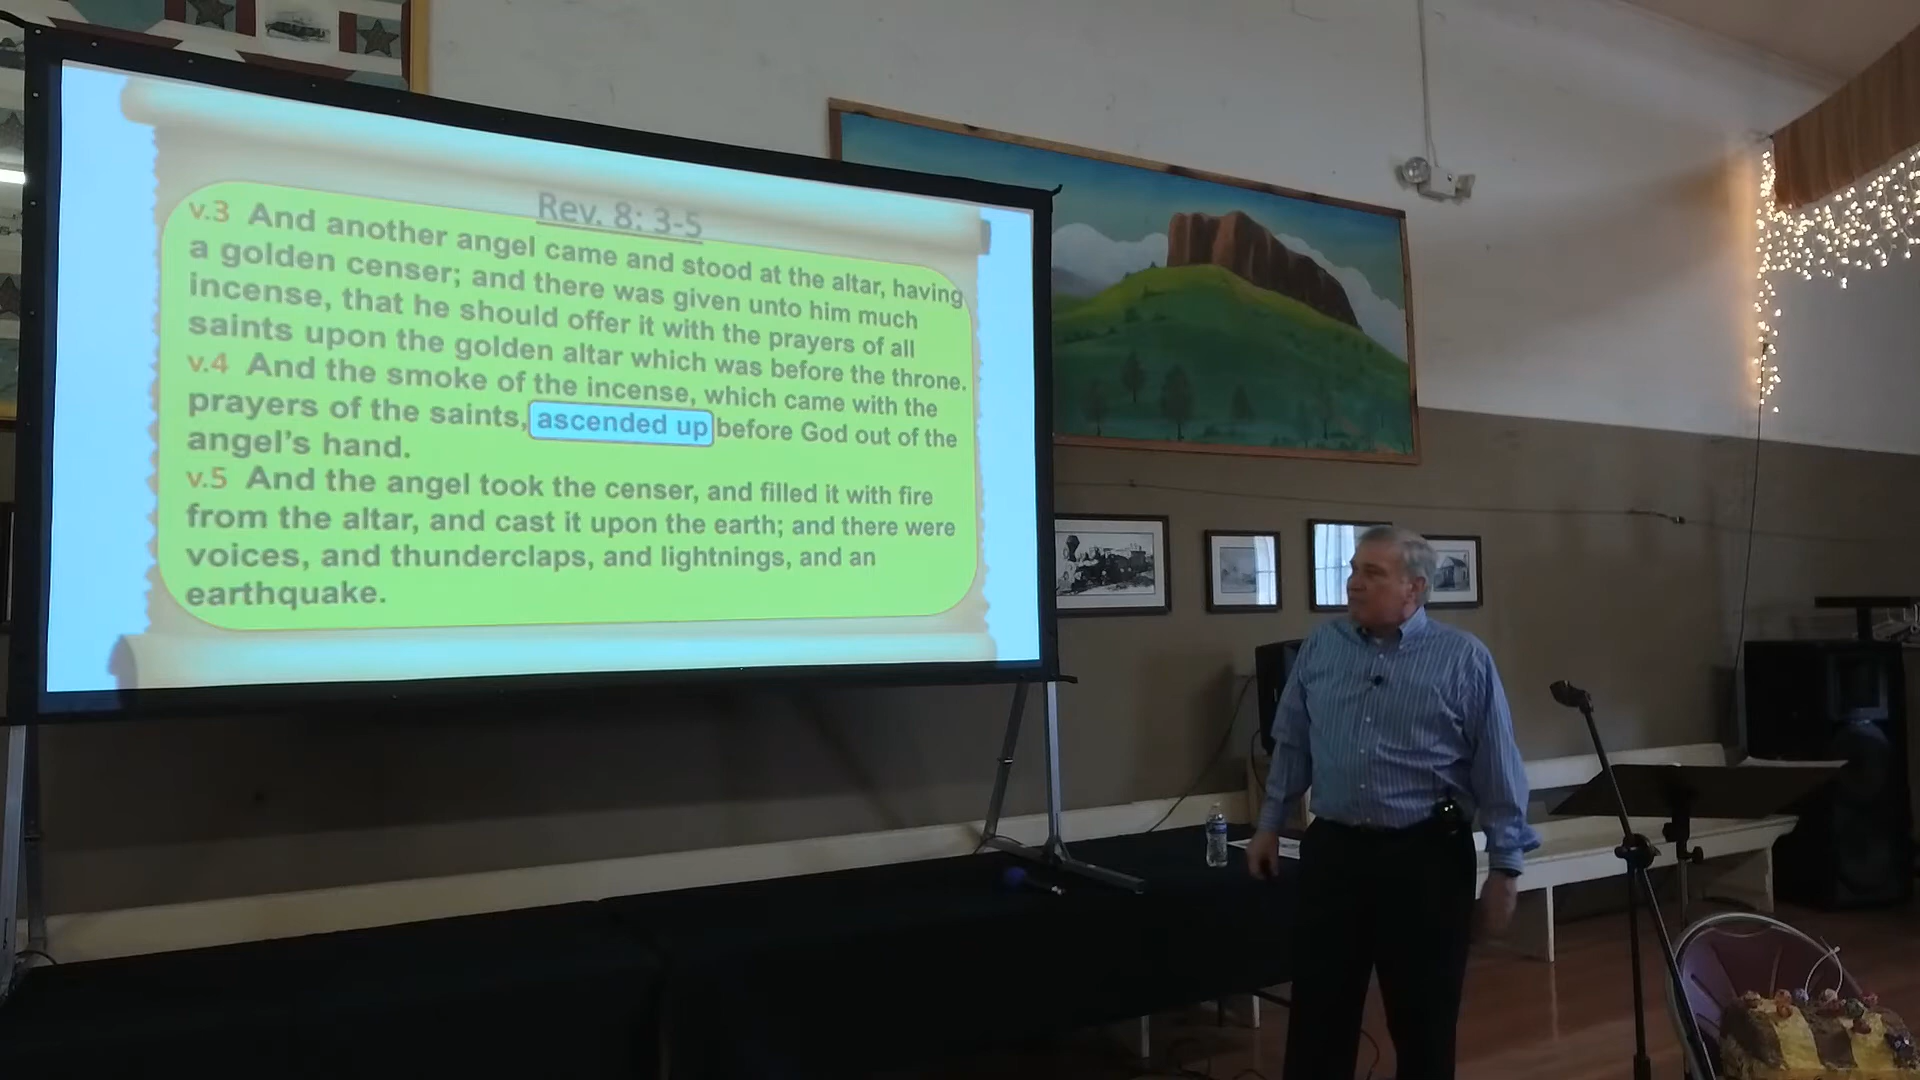 Rev. 8: 3-5
v.3 And another angel came and stood at the altar, having
a golden censer; and there was given unto him much
incense, that he should offer it with the prayers of all
saints upon the golden altar which was before the throne.
v.4 And the smoke of the incense, which came with the
prayers of the saints, ascended up before God out of the
angel's hand.
v.5 And the angel took the censer, and filled it with fire
from the altar, and cast it upon the earth; and there were
voices, and thunderclaps, and lightnings, and an
earthquake.